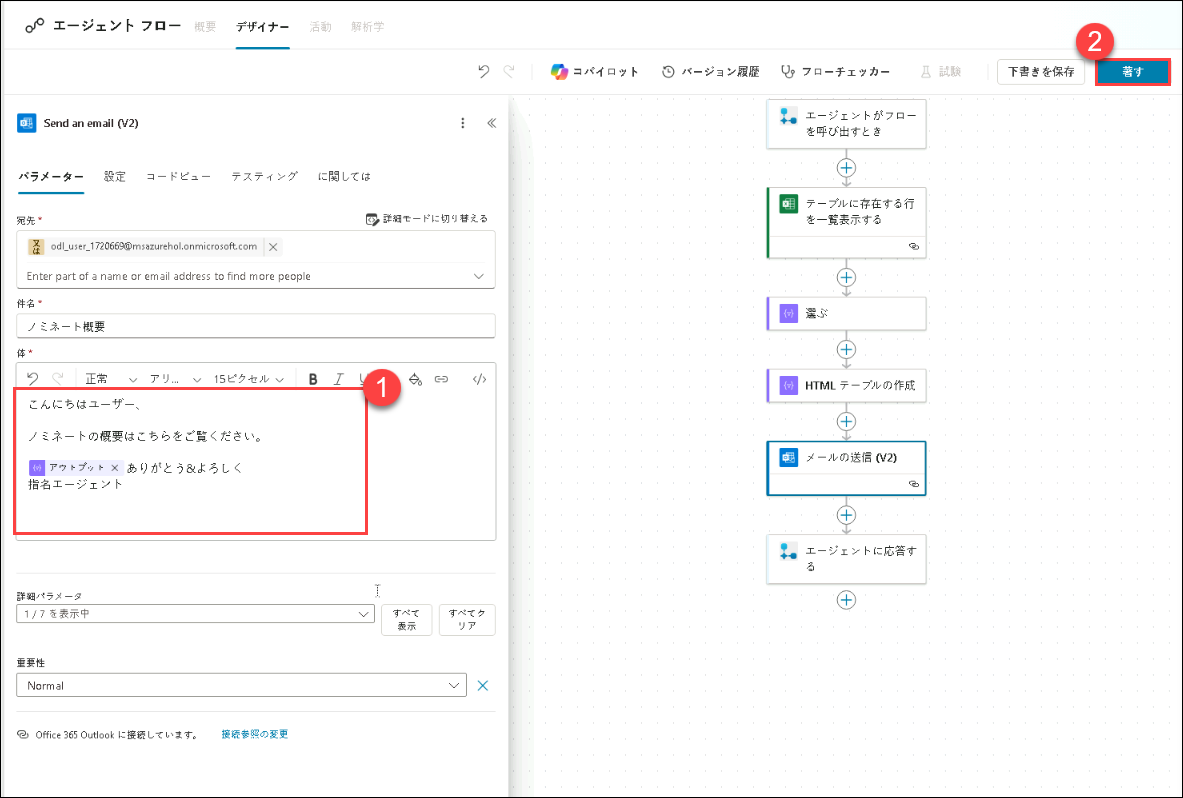 エージェント フロー 概要 デザイナー 活動 解析学
2
コパイロット バージョン履歴 フローチェッカー 試験 下書きを保存 著す
Send an email (V2)
パラメーター 設定 コードビュー テスティング に関しては
宛先 * 詳細モードに切り替える
又は odl_user_1720669@msazurehol.onmicrosoft.com
Enter part of a name or email address to find more people
件名 *
ノミネート概要
体 *
正常 アリ... 15ピクセル B I U </>
1
こんにちはユーザー、
ノミネートの概要はこちらをご覧ください。
アウトプット ありがとう&よろしく
指名エージェント
詳細パラメータ
1 / 7 を表示中
すべて
表示
すべてク
リア
重要性
Normal
Office 365 Outlook に接続しています。 接続参照の変更
エージェントがフロー
を呼び出すとき
テーブルに存在する行
を一覧表示する
選ぶ
HTML テーブルの作成
メールの送信 (V2)
エージェントに応答す
る